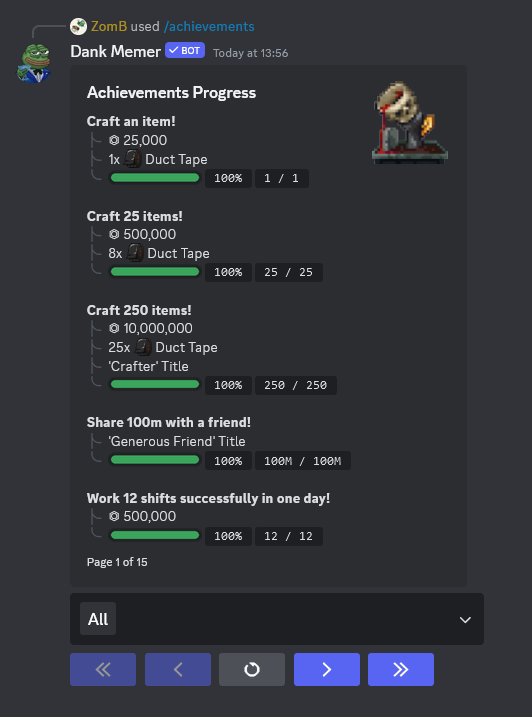 ZomB used /achievements
Dank Memer BOT Today at 13:56
Achievements Progress
Craft an item!
25,000
1x Duct Tape
100% 1 / 1
Craft 25 items!
500,000
8x Duct Tape
100% 25 / 25
Craft 250 items!
10,000,000
25x Duct Tape
'Crafter' Title
100% 250 / 250
Share 100m with a friend!
'Generous Friend' Title
100% 100M / 100M
Work 12 shifts successfully in one day!
500,000
100% 12 / 12
Page 1 of 15
All